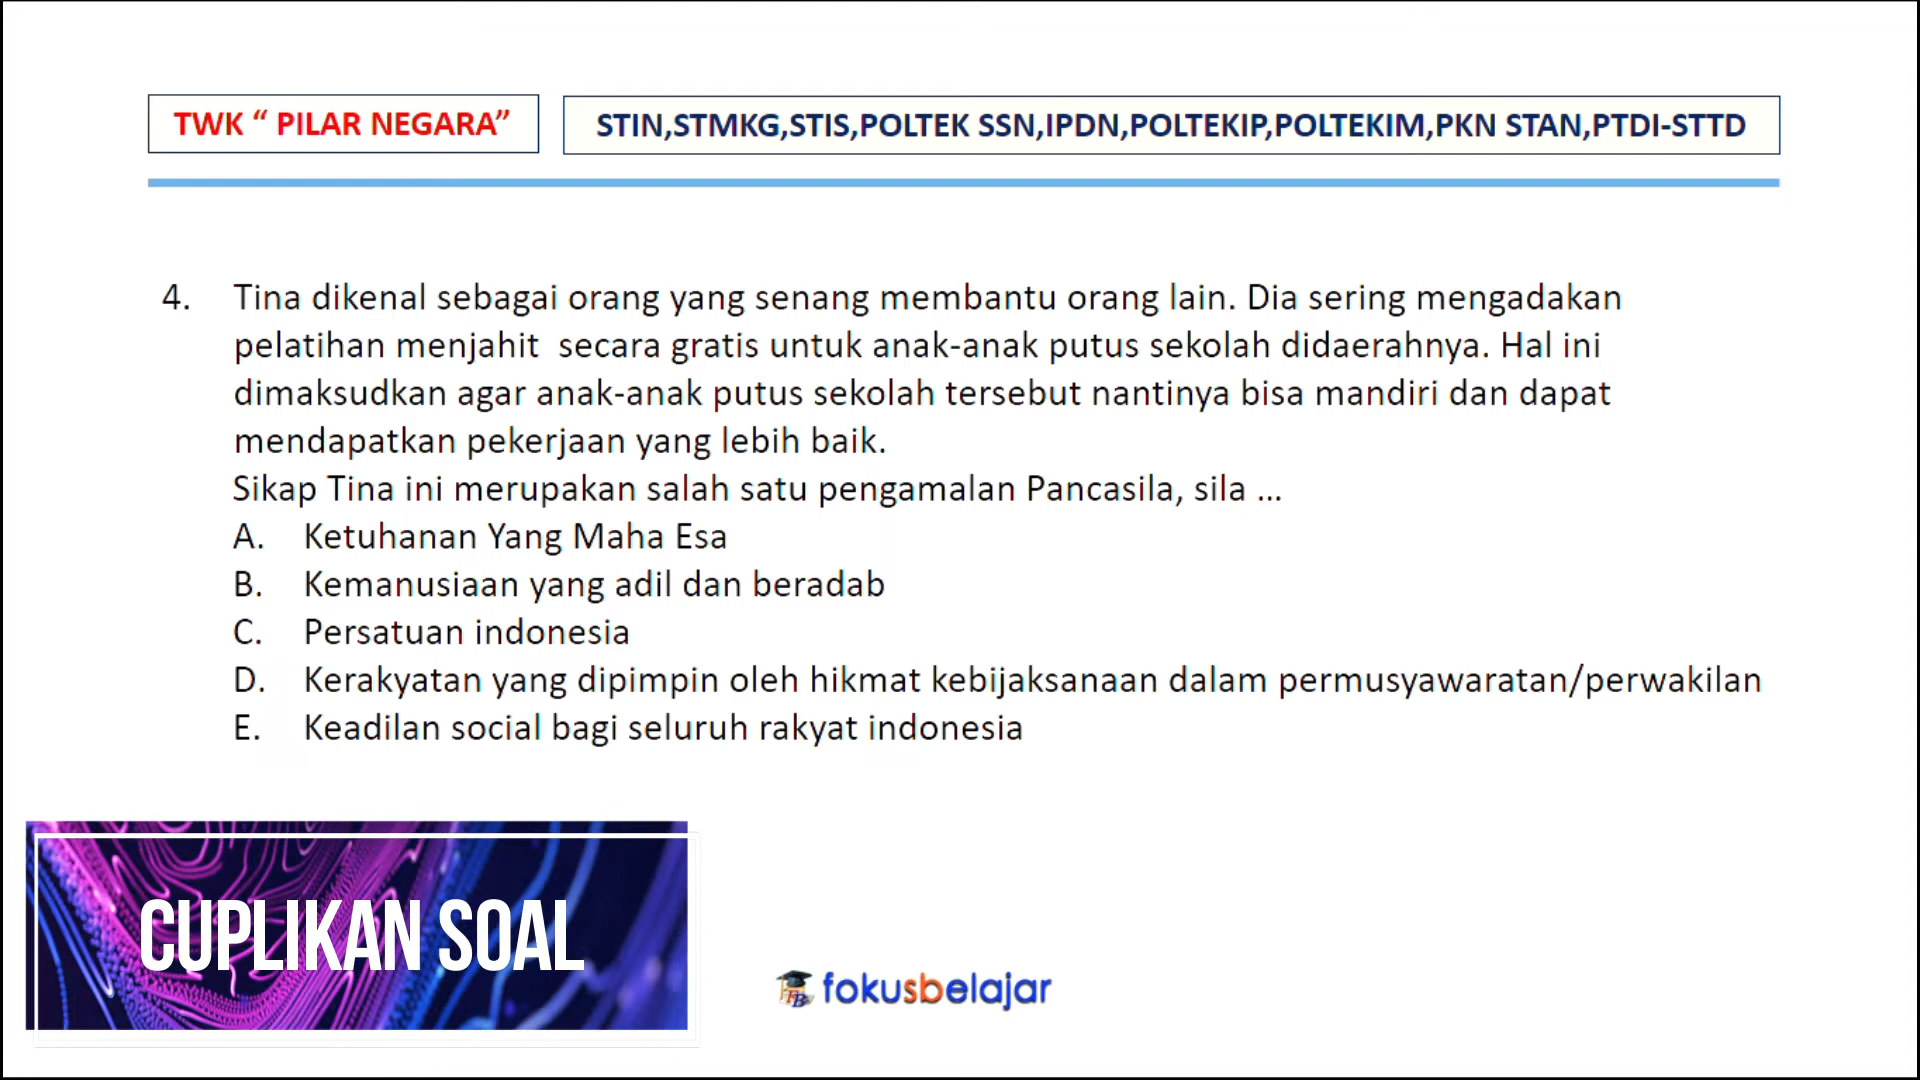 TWK “ PILAR NEGARA”
STIN,STMKG,STIS,POLTEK SSN,IPDN,POLTEKIP,POLTEKIM,PKN STAN,PTDI-STTD
4. Tina dikenal sebagai orang yang senang membantu orang lain. Dia sering mengadakan
pelatihan menjahit secara gratis untuk anak-anak putus sekolah didaerahnya. Hal ini
dimaksudkan agar anak-anak putus sekolah tersebut nantinya bisa mandiri dan dapat
mendapatkan pekerjaan yang lebih baik.
Sikap Tina ini merupakan salah satu pengamalan Pancasila, sila ...
A. Ketuhanan Yang Maha Esa
B. Kemanusiaan yang adil dan beradab
C. Persatuan indonesia
D. Kerakyatan yang dipimpin oleh hikmat kebijaksanaan dalam permusyawaratan/perwakilan
E. Keadilan social bagi seluruh rakyat indonesia
CUPLIKAN SOAL
fokusbelajar